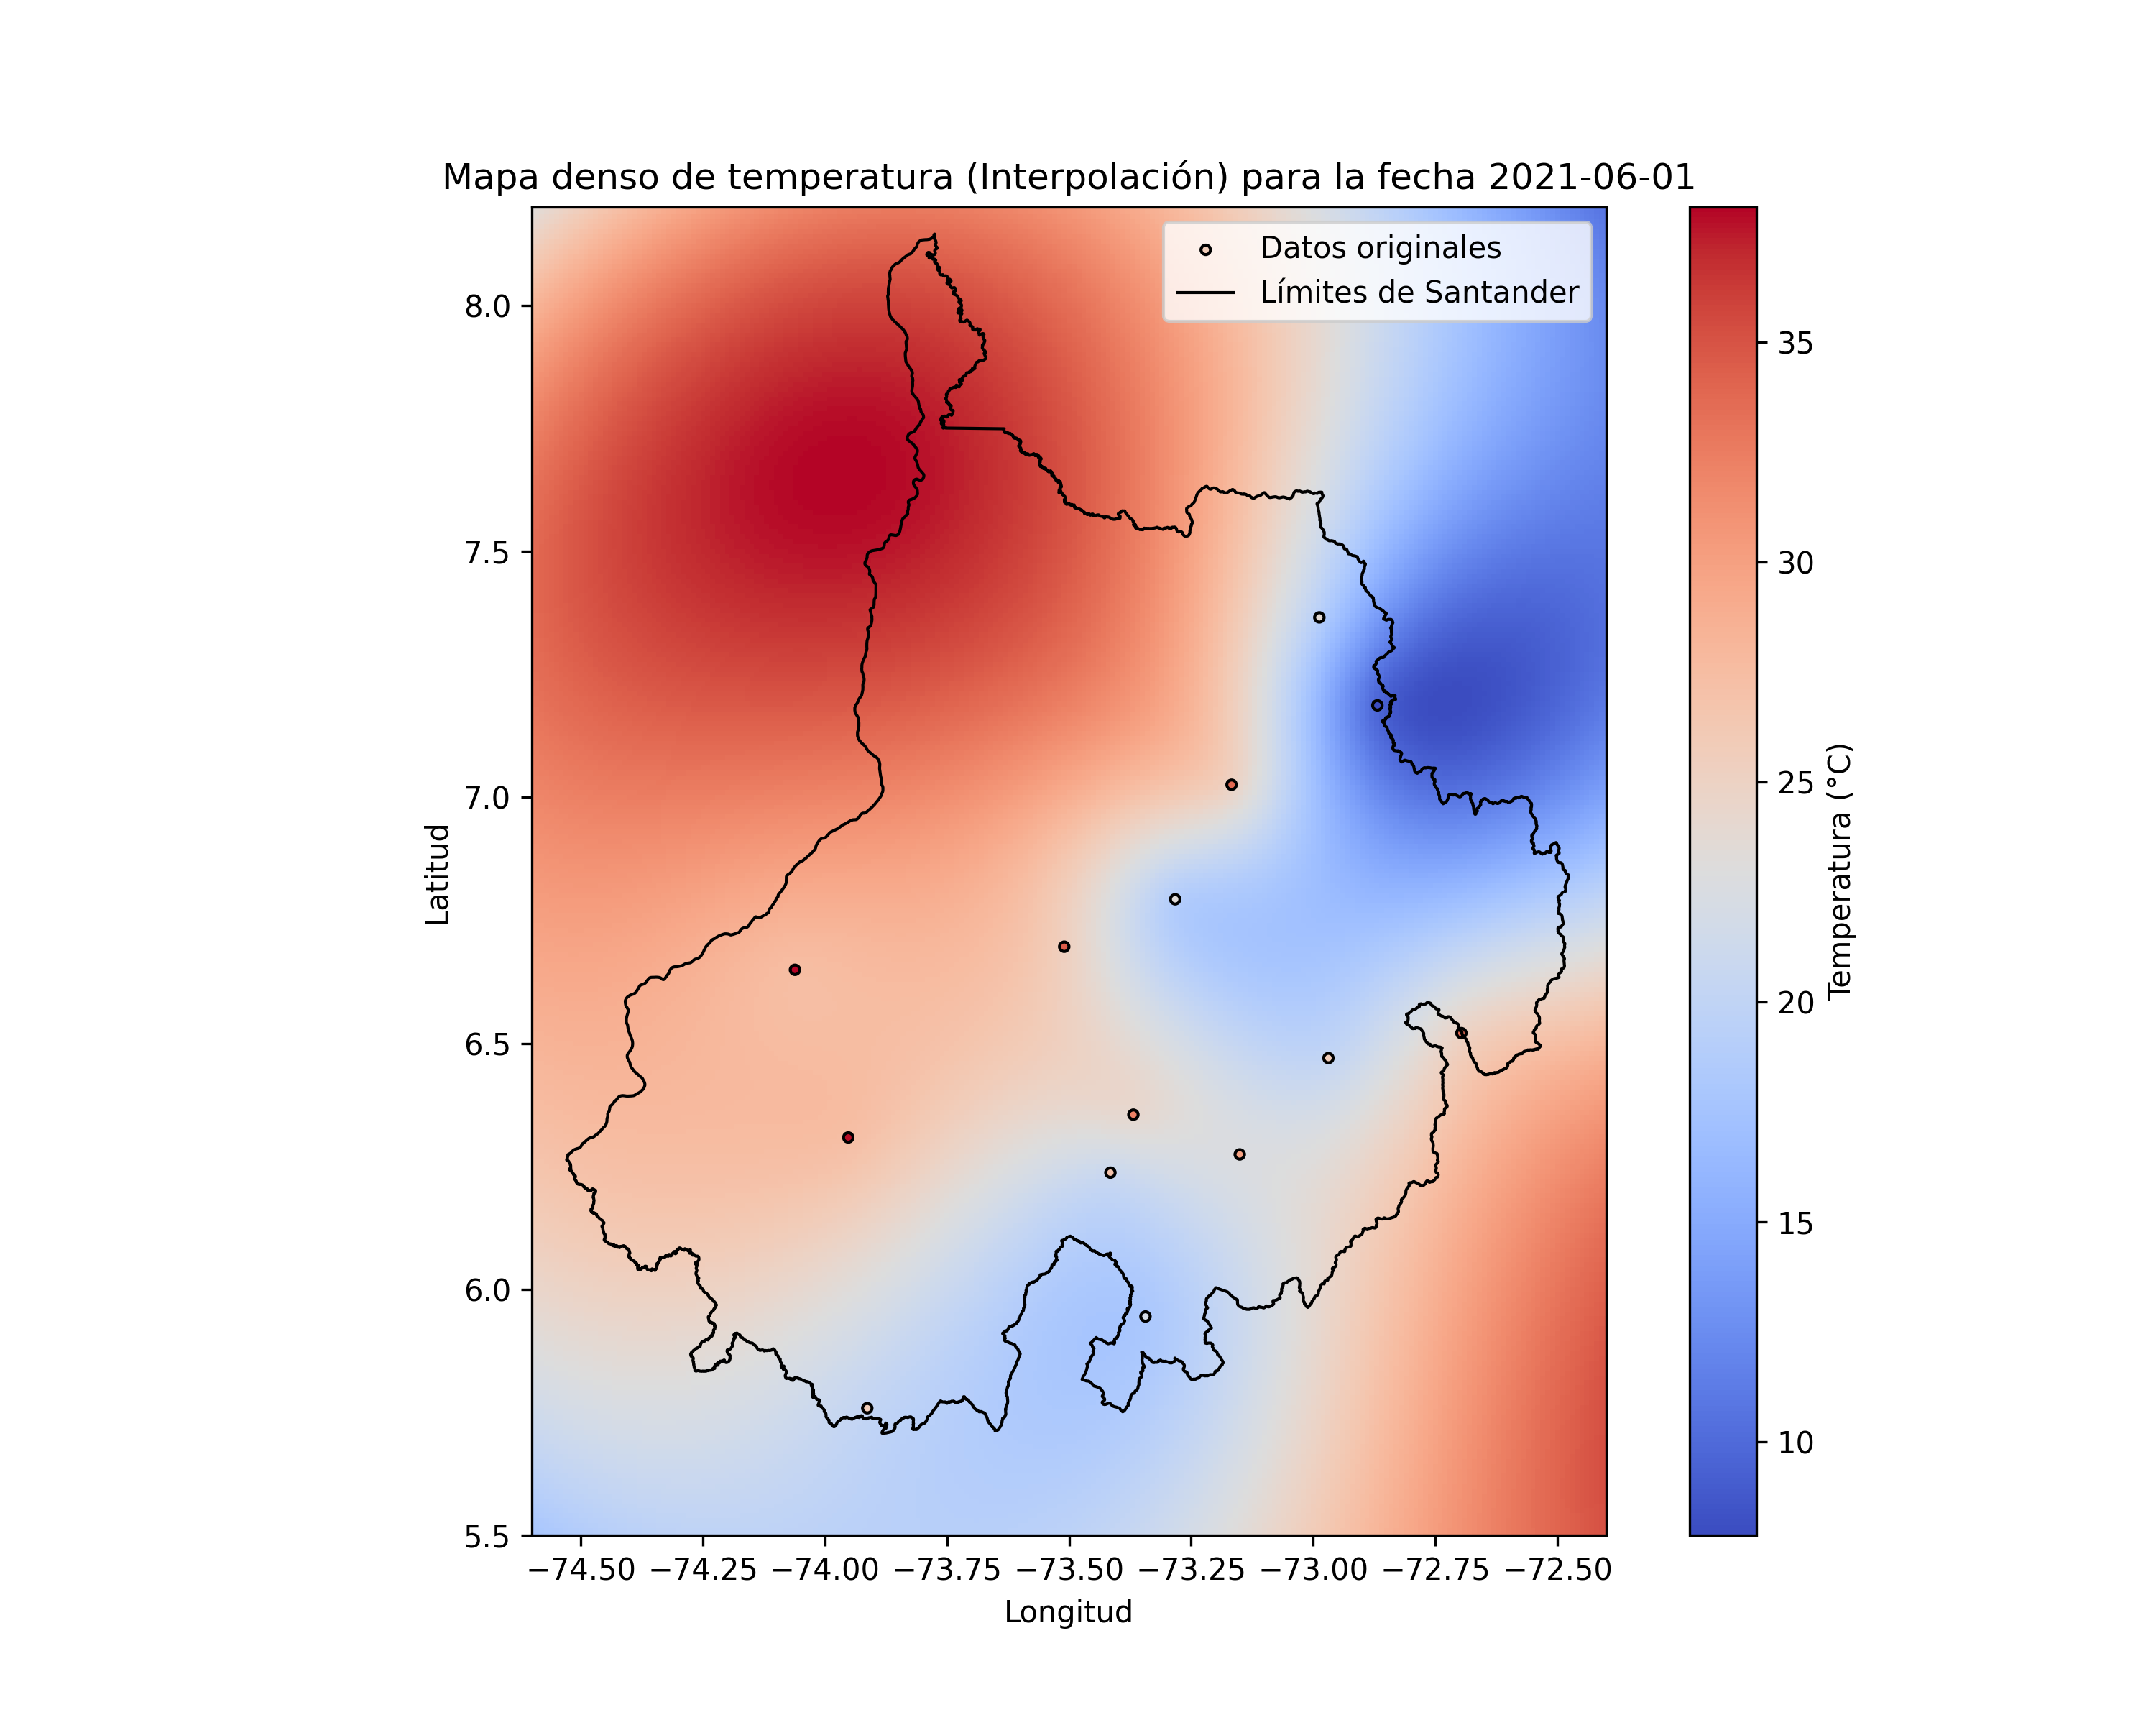 Mapa denso de temperatura (Interpolación) para la fecha 2021-06-01
Datos originales
Límites de Santander
8.0
7.5
7.0
6.5
6.0
5.5
Latitud
−74.50 −74.25 −74.00 −73.75 −73.50 −73.25 −73.00 −72.75 −72.50
Longitud
35
30
25
20
15
10
Temperatura (°C)